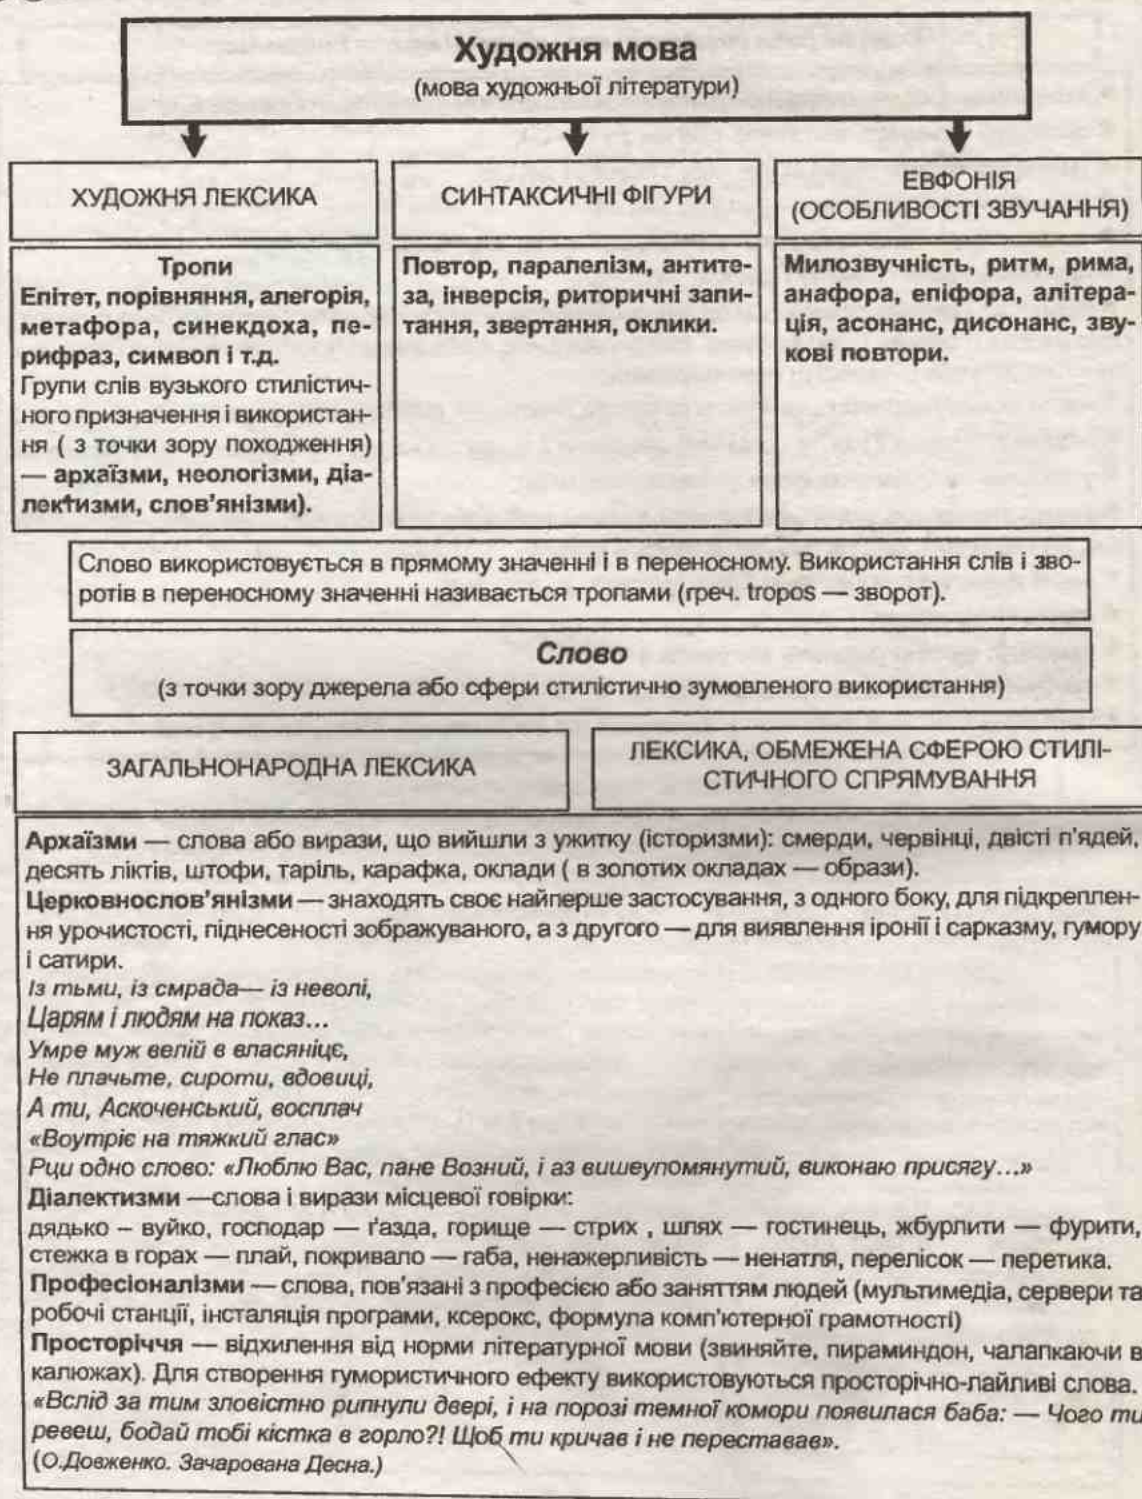 Художня мова
(мова художньої літератури)
ХУДОЖНЯ ЛЕКСИКА
Тропи
Епітет, порівняння, алегорія,
метафора, синекдоха, пе-
рифраз, символ і т.д.
Групи слів вузького стилістич-
ного призначення і використан-
ня ( з точки зору походження)
— архаїзми, неологізми, діа-
лектизми, слов'янізми).
СИНТАКСИЧНІ ФІГУРИ
Повтор, паралелізм, антите-
за, інверсія, риторичні запи-
тання, звертання, оклики.
ЕВФОНІЯ
(ОСОБЛИВОСТІ ЗВУЧАННЯ)
Милозвучність, ритм, рима,
анафора, епіфора, алітера-
ція, асонанс, дисонанс, зву-
кові повтори.
Слово використовується в прямому значенні і в переносному. Використання слів і зво-
ротів в переносному значенні називається тропами (греч. tropos — зворот).
Слово
(з точки зору джерела або сфери стилістично зумовленого використання)
ЗАГАЛЬНОНАРОДНА ЛЕКСИКА
ЛЕКСИКА, ОБМЕЖЕНА СФЕРОЮ СТИЛІ-
СТИЧНОГО СПРЯМУВАННЯ
Архаїзми — слова або вирази, що вийшли з ужитку (історизми): смерди, червінці, двісті п'ядей,
десять ліктів, штофи, таріль, карафка, оклади ( в золотих окладах — образи).
Церковнослов'янізми — знаходять своє найперше застосування, з одного боку, для підкреплен-
ня урочистості, піднесеності зображуваного, а з другого — для виявлення іронії і сарказму, гумору
і сатири.
Із тьми, із смрада— із неволі,
Царям і людям на показ...
Умре муж велій в власяніцє,
Не плачьте, сироти, вдовиці,
А ти, Аскоченський, восплач
«Воутріє на тяжкий глас»
Рци одно слово: «Люблю Вас, пане Возний, і аз вишеупомянутий, виконаю присягу...»
Діалектизми —слова і вирази місцевої говірки:
дядько – вуйко, господар — ґазда, горище — стрих , шлях — гостинець, жбурлити — фурити,
стежка в горах — плай, покривало — габа, ненажерливість — ненатля, перелісок — перетика.
Професіоналізми — слова, пов'язані з професією або заняттям людей (мультимедіа, сервери та
робочі станції, інсталяція програми, ксерокс, формула комп'ютерної грамотності)
Просторіччя — відхилення від норми літературної мови (звиняйте, пираминдон, чалапкаючи в
калюжах). Для створення гумористичного ефекту використовуються просторічно-лайливі слова.
«Вслід за тим зловістно рипнули двері, і на порозі темної комори появилася баба: — Чого ти
ревеш, бодай тобі кістка в горло?! Щоб ти кричав і не переставав».
(О.Довженко. Зачарована Десна.)